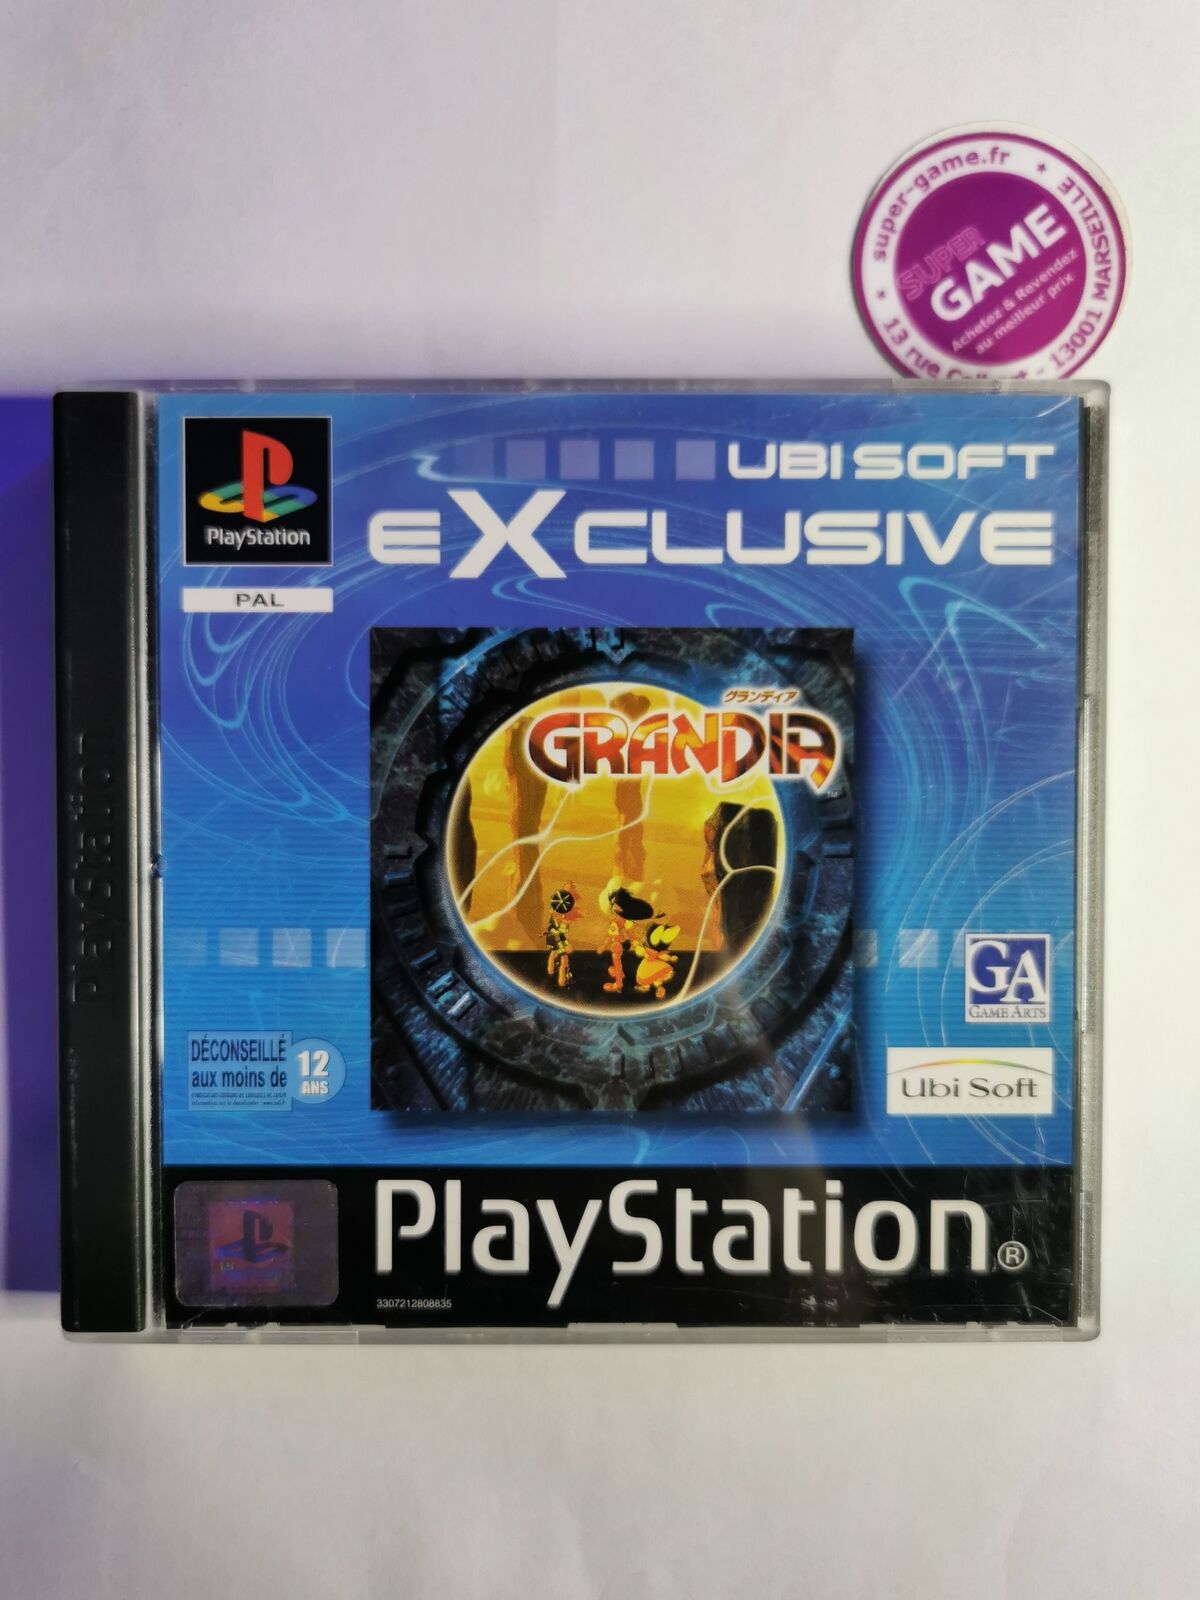 super-game.fr * MARSEILLE
SUPER
GAME
Achetez & Revendez
au meilleur prix
* 13 rue - 13001
PlayStation
PAL
UBI SOFT
eXCLUSIVE
グランディア
GRANDIA
TM
GA
GAME ARTS
DÉCONSEILLÉ
aux moins de
12
ANS
Ubi Soft
PlayStation
PlayStation®
3307212808835